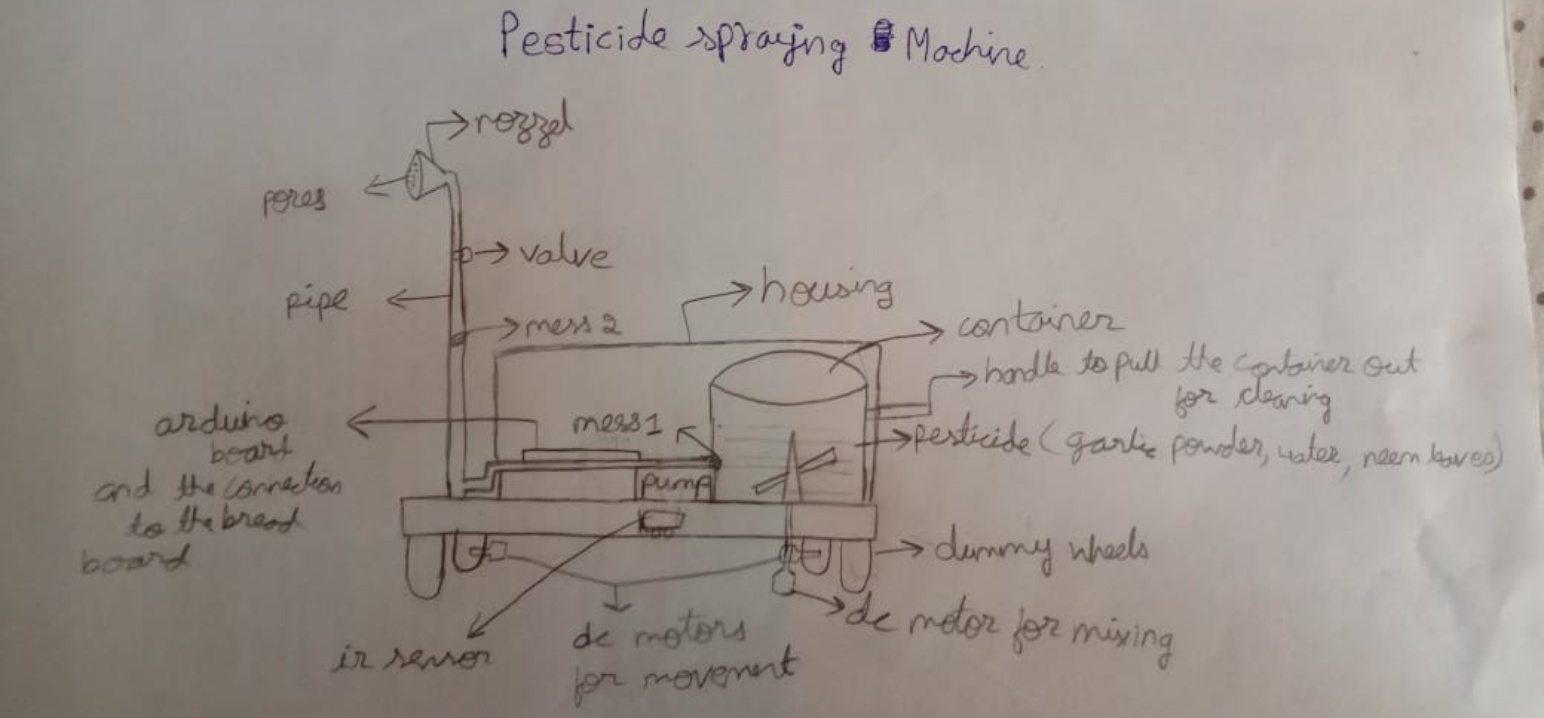 Pesticide spraying Machine.
nozzel
pores
valve
pipe
housing
mess 2
container
handle to pull the container out
for cleaning
arduino
board
and the connection
to the bread
board
mess 1
pesticide (garlic powder, water, neem leaves)
pump
dummy wheels
dc motor for mixing
ir sensor
dc motors
for movement